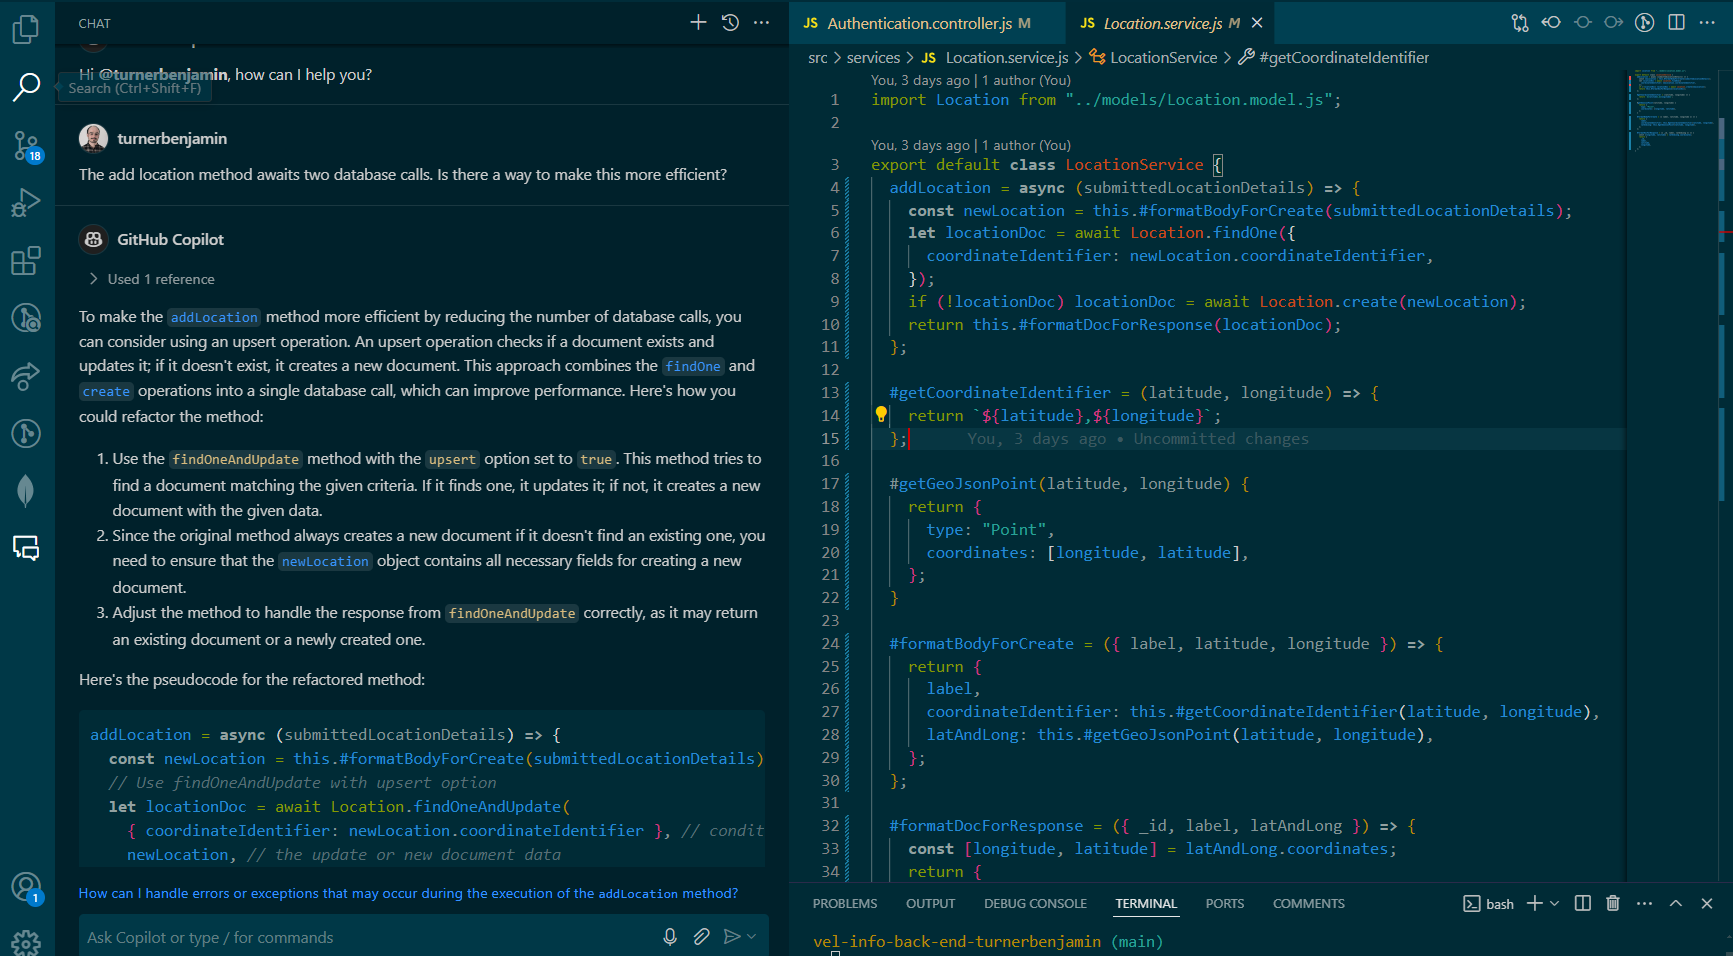 CHAT
Hi @turnerbenjamin, how can I help you?
Search (Ctrl+Shift+F)
turnerbenjamin
The add location method awaits two database calls. Is there a way to make this more efficient?
GitHub Copilot
Used 1 reference
To make the addLocation method more efficient by reducing the number of database calls, you
can consider using an upsert operation. An upsert operation checks if a document exists and
updates it; if it doesn't exist, it creates a new document. This approach combines the findOne and
create operations into a single database call, which can improve performance. Here's how you
could refactor the method:
1. Use the findOneAndUpdate method with the upsert option set to true. This method tries to
find a document matching the given criteria. If it finds one, it updates it; if not, it creates a new
document with the given data.
2. Since the original method always creates a new document if it doesn't find an existing one, you
need to ensure that the newLocation object contains all necessary fields for creating a new
document.
3. Adjust the method to handle the response from findOneAndUpdate correctly, as it may return
an existing document or a newly created one.
Here's the pseudocode for the refactored method:
addLocation = async (submittedLocationDetails) => {
const newLocation = this.#formatBodyForCreate(submittedLocationDetails)
// Use findOneAndUpdate with upsert option
let locationDoc = await Location.findOneAndUpdate(
{ coordinateIdentifier: newLocation.coordinateIdentifier }, // condit
newLocation, // the update or new document data
How can I handle errors or exceptions that may occur during the execution of the addLocation method?
Ask Copilot or type / for commands
18
1
JS Authentication.controller.js M
JS Location.service.js M
src > services > JS Location.service.js > LocationService > #getCoordinateIdentifier
You, 3 days ago | 1 author (You)
1 import Location from "../models/Location.model.js";
2
You, 3 days ago | 1 author (You)
3 export default class LocationService {
4 addLocation = async (submittedLocationDetails) => {
5 const newLocation = this.#formatBodyForCreate(submittedLocationDetails);
6 let locationDoc = await Location.findOne({
7 coordinateIdentifier: newLocation.coordinateIdentifier,
8 });
9 if (!locationDoc) locationDoc = await Location.create(newLocation);
10 return this.#formatDocForResponse(locationDoc);
11 };
12
13 #getCoordinateIdentifier = (latitude, longitude) => {
14 return `${latitude},${longitude}`;
15 }; You, 3 days ago • Uncommitted changes
16
17 #getGeoJsonPoint(latitude, longitude) {
18 return {
19 type: "Point",
20 coordinates: [longitude, latitude],
21 };
22 }
23
24 #formatBodyForCreate = ({ label, latitude, longitude }) => {
25 return {
26 label,
27 coordinateIdentifier: this.#getCoordinateIdentifier(latitude, longitude),
28 latAndLong: this.#getGeoJsonPoint(latitude, longitude),
29 };
30 };
31
32 #formatDocForResponse = ({ _id, label, latAndLong }) => {
33 const [longitude, latitude] = latAndLong.coordinates;
34 return {
PROBLEMS OUTPUT DEBUG CONSOLE TERMINAL PORTS COMMENTS
bash
vel-info-back-end-turnerbenjamin (main)